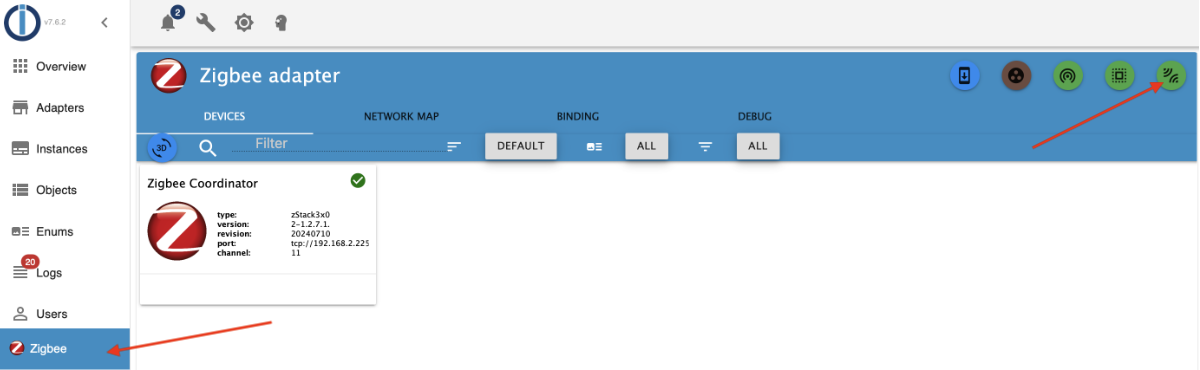 v7.6.2
2
Overview
Adapters
Instances
Objects
Enums
20
Logs
Users
Zigbee
Zigbee adapter
DEVICES NETWORK MAP BINDING DEBUG
3D Filter DEFAULT ALL ALL
Zigbee Coordinator
type: zStack3x0
version: 2-1.2.7.1.
revision: 20240710
port: tcp://192.168.2.225
channel: 11